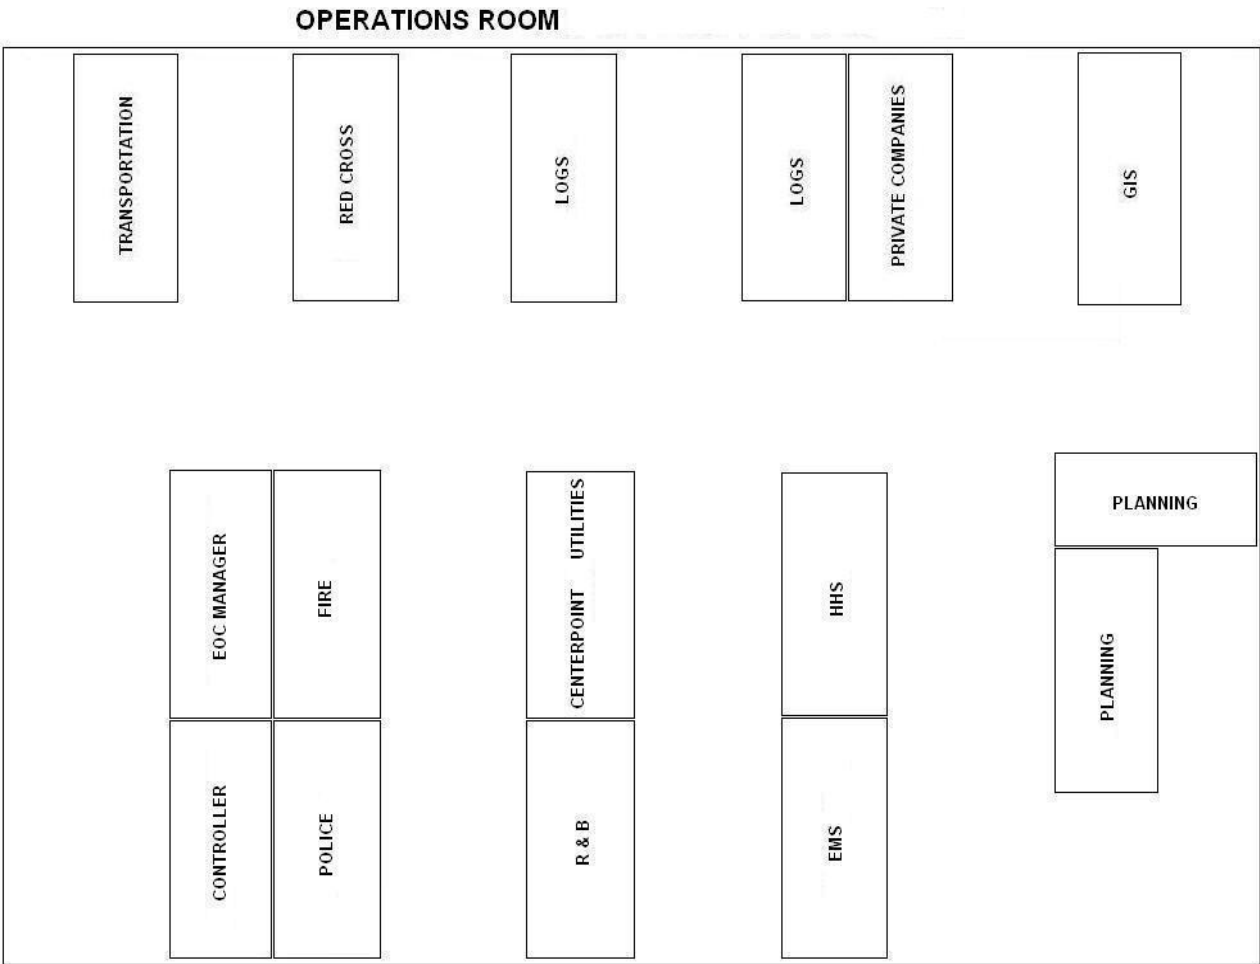 OPERATIONS ROOM
TRANSPORTATION
RED CROSS
LOGS
LOGS
PRIVATE COMPANIES
GIS
EOC MANAGER
FIRE
CENTERPOINT UTILITIES
HHS
PLANNING
PLANNING
CONTROLLER
POLICE
R & B
EMS